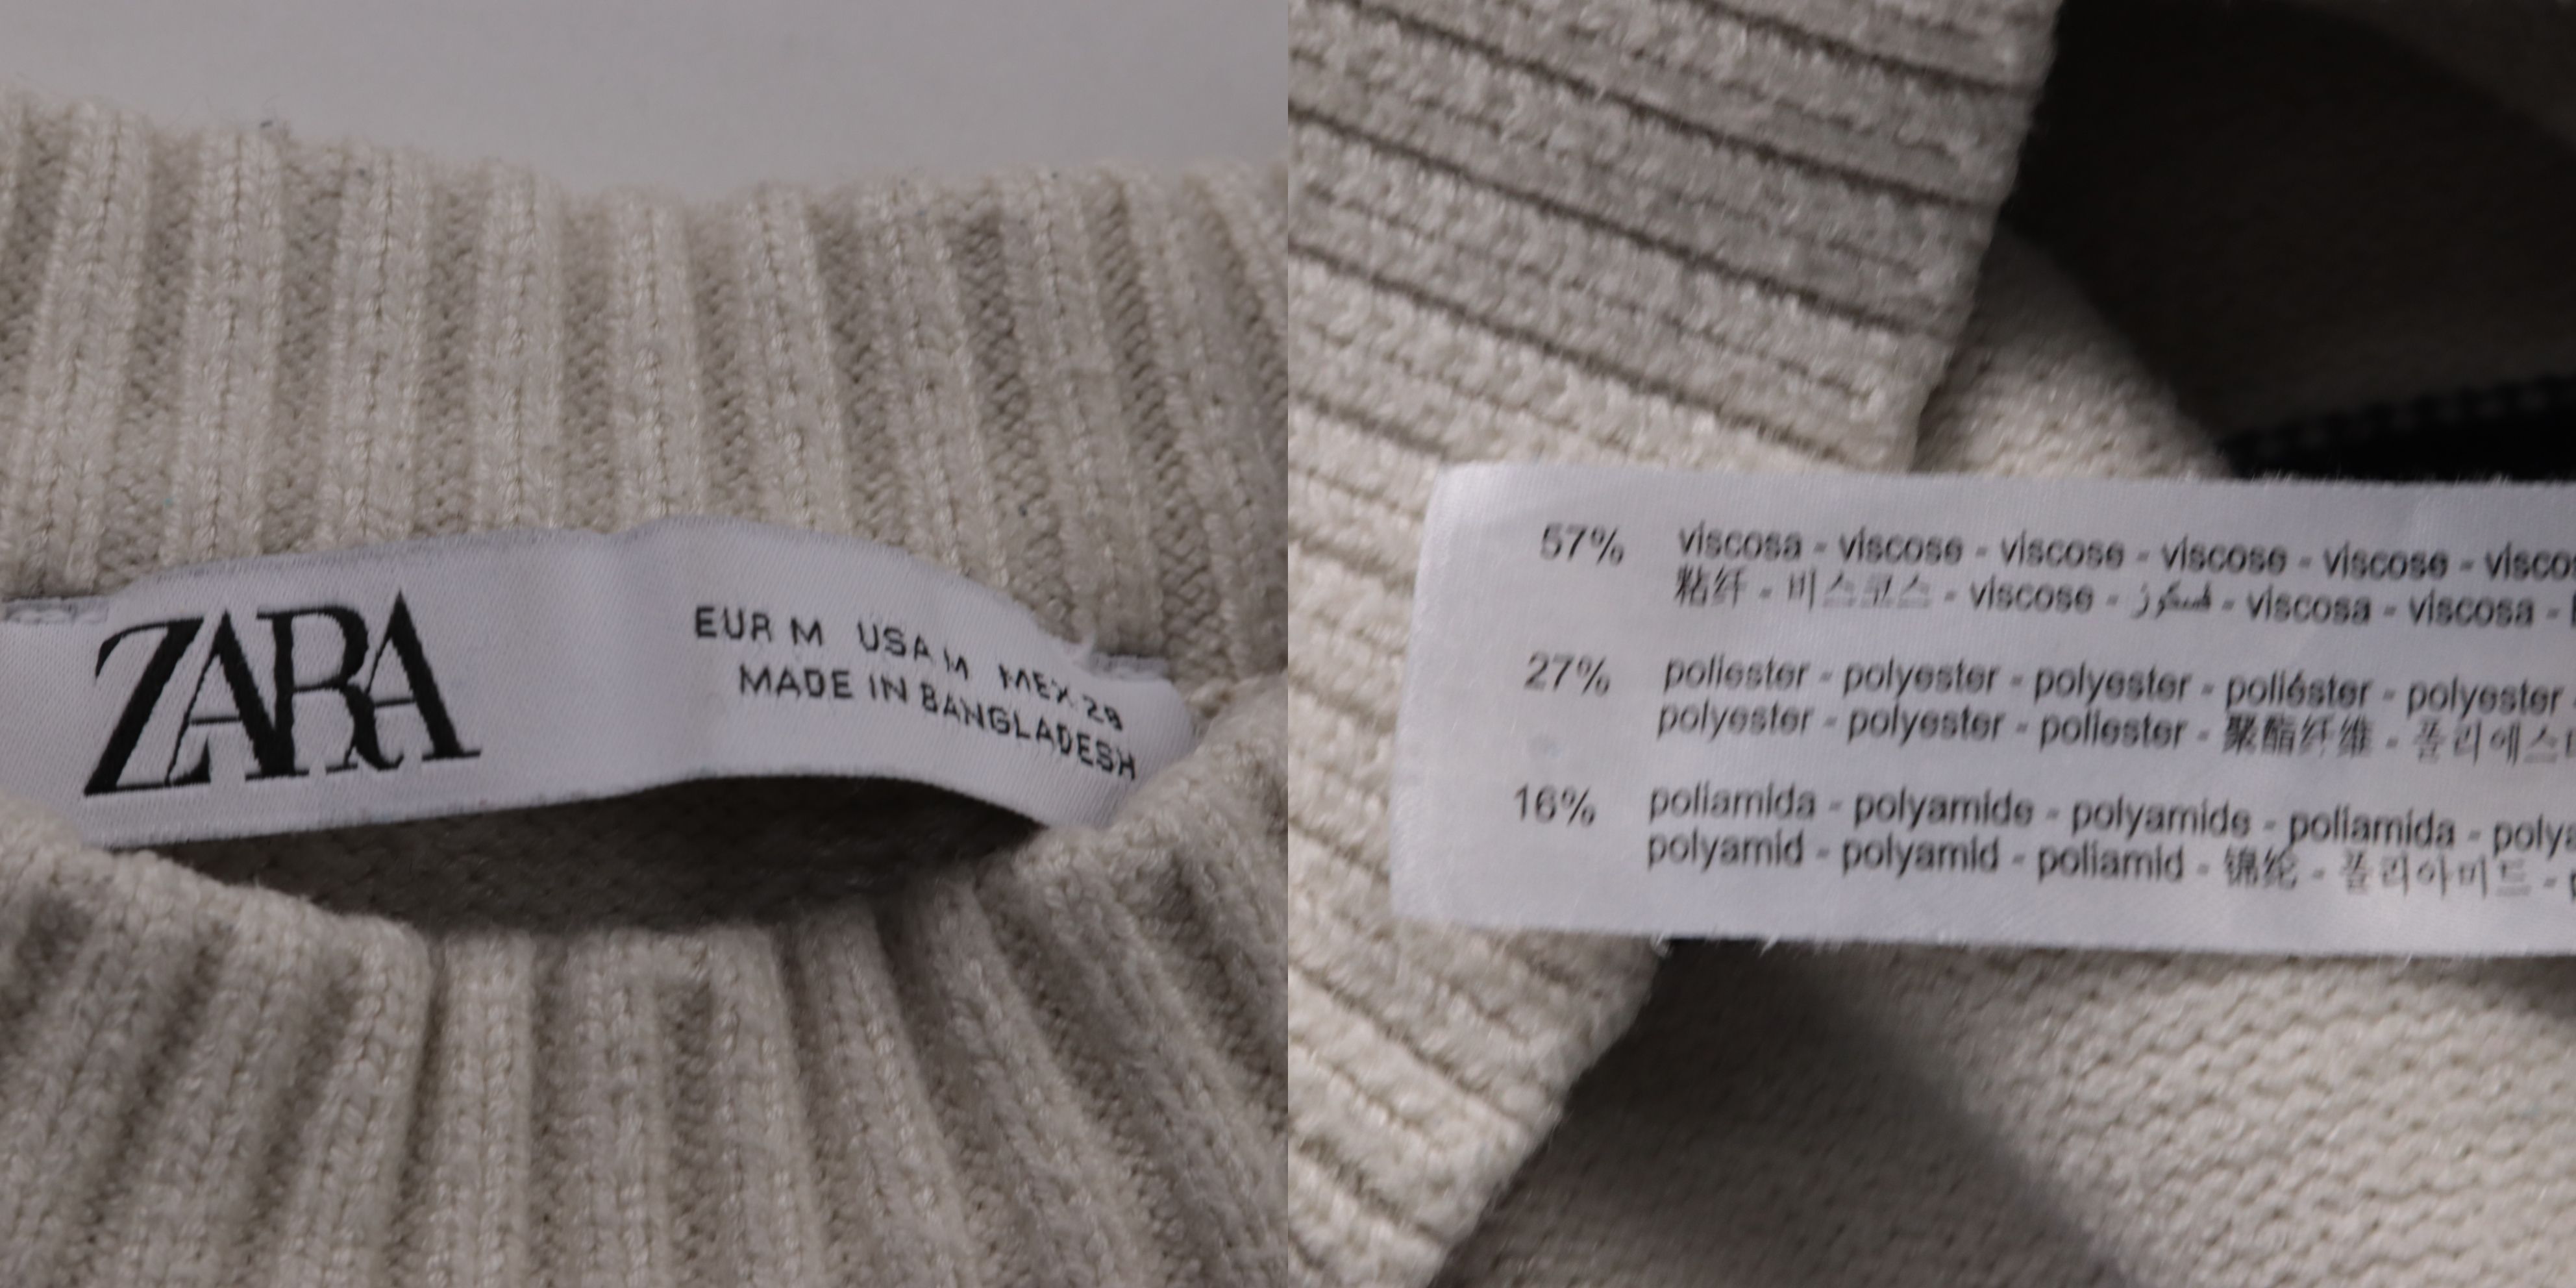 ZARA
EUR M USA M MEX 28
MADE IN BANGLADESH
57% viscosa - viscose - viscose - viscose - viscose -
粘纤 - 비스코스 - viscose - فسكوز - viscosa - viscosa -
27% poliester - polyester - polyester - poliéster - polyester
polyester - polyester - poliester - 聚酯纤维 -
16% poliamida - polyamide - polyamide - poliamida -
polyamid - polyamid - poliamid - 锦纶 - 폴리아미드 -